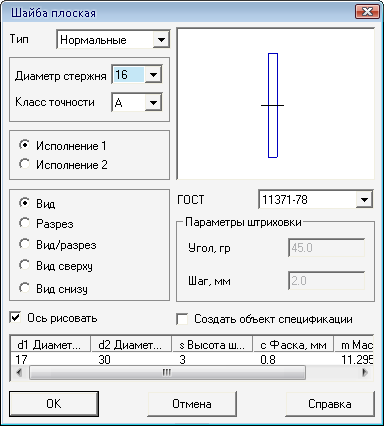 Шайба плоская
Тип Нормальные
Диаметр стержня 16
Класс точности A
Исполнение 1
Исполнение 2
Вид
Разрез
Вид/разрез
Вид сверху
Вид снизу
ГОСТ 11371-78
Параметры штриховки
Угол, гр 45.0
Шаг, мм 2.0
Ось рисовать
Создать объект спецификации
d1 Диамет... d2 Диамет... s Высота ш... c Фаска, мм m Мас
17 30 3 0.8 11.295
OK Отмена Справка